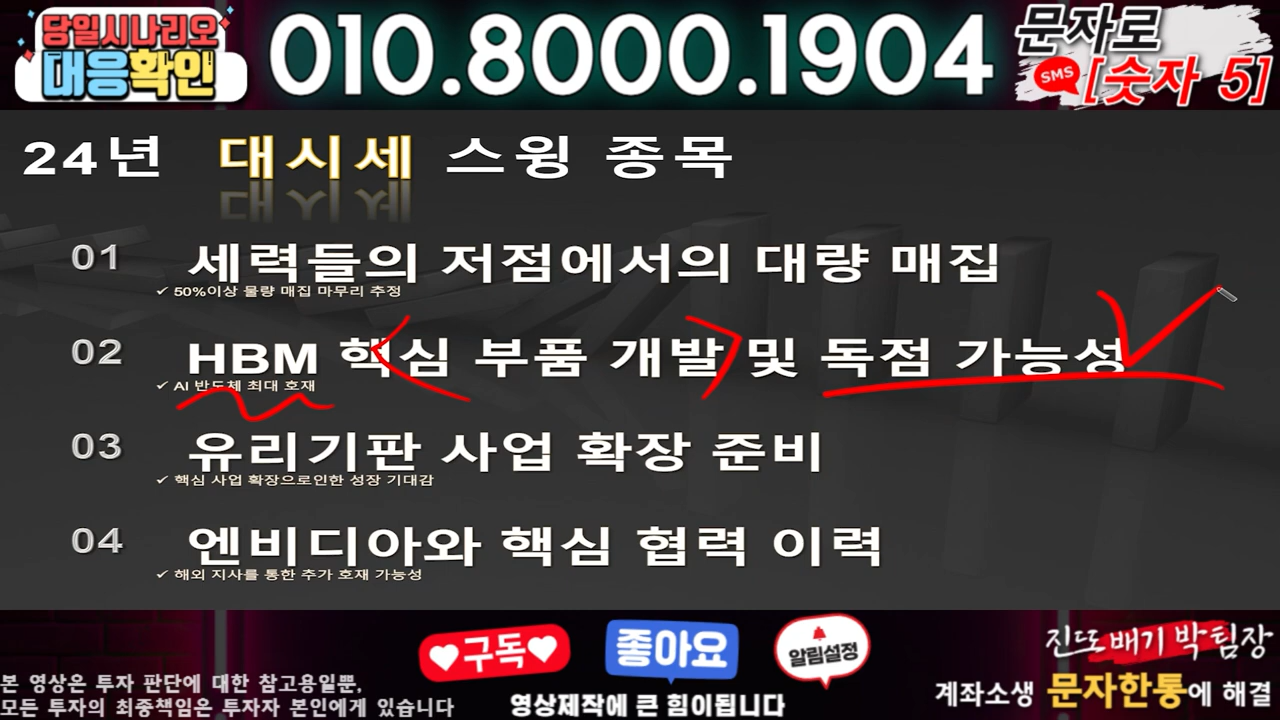 당일시나리오
대응확인
010.8000.1904
문자로
SMS [숫자 5]
24년 대시세 스윙 종목
01 세력들의 저점에서의 대량 매집
✓ 50%이상 물량 매집 마무리 추정
02 HBM 핵심 부품 개발 및 독점 가능성
✓ AI 반도체 최대 호재
03 유리기판 사업 확장 준비
✓ 핵심 사업 확장으로인한 성장 기대감
04 엔비디아와 핵심 협력 이력
✓ 해외 지사를 통한 추가 호재 가능성
구독
좋아요
알림설정
영상제작에 큰 힘이됩니다
본 영상은 투자 판단에 대한 참고용일뿐,
모든 투자의 최종책임은 투자자 본인에게 있습니다
진또배기 박팀장
계좌소생 문자한통에 해결